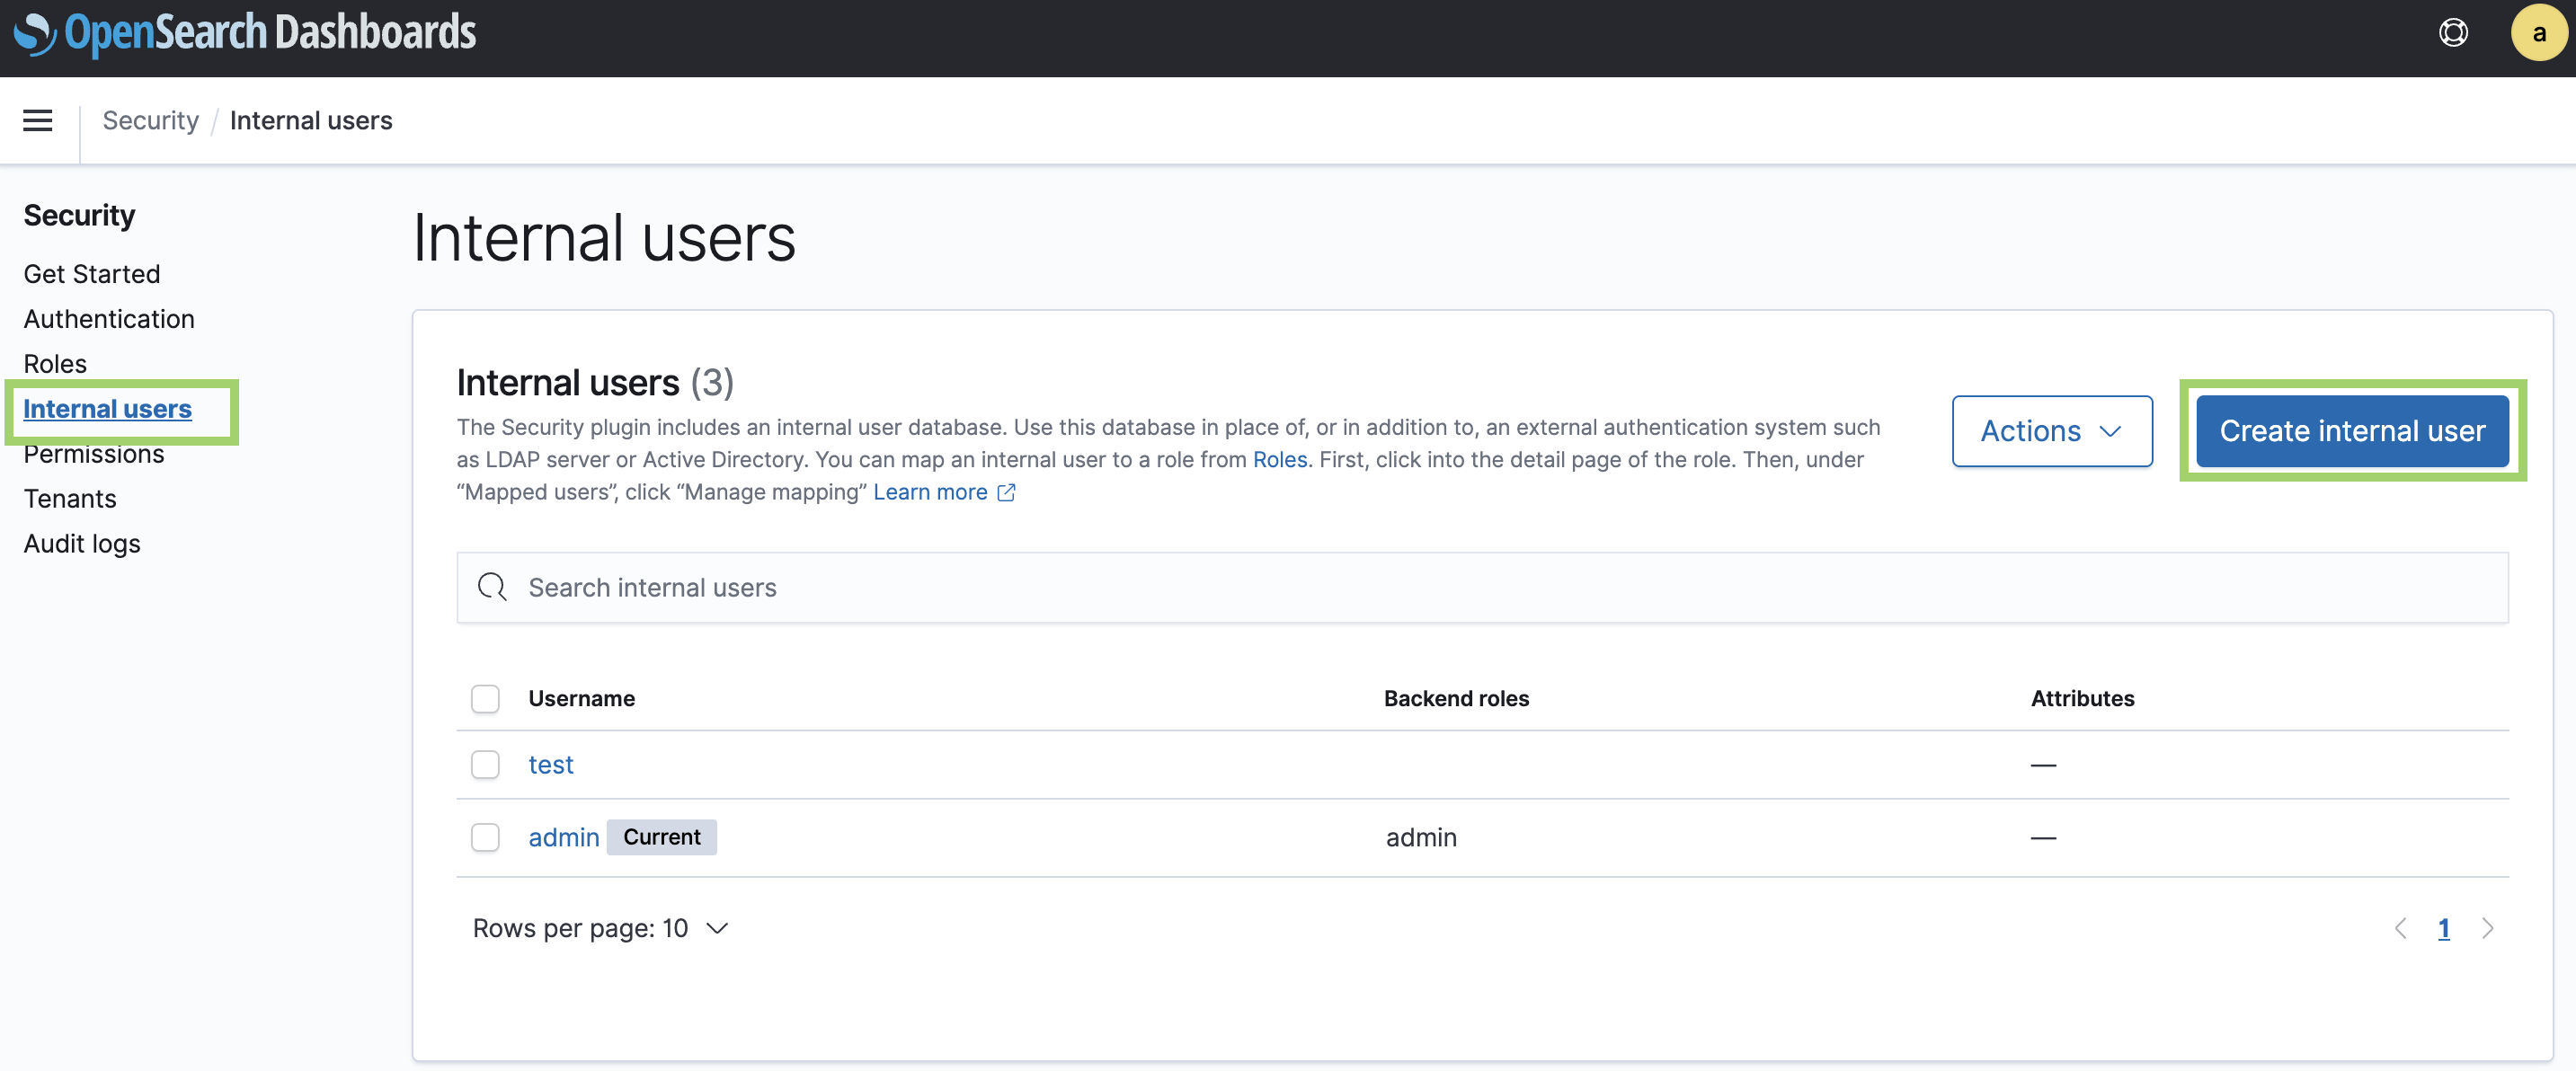 OpenSearch Dashboards
a
Security / Internal users
Security
Get Started
Authentication
Roles
Internal users
Permissions
Tenants
Audit logs
Internal users
Internal users (3)
The Security plugin includes an internal user database. Use this database in place of, or in addition to, an external authentication system such
as LDAP server or Active Directory. You can map an internal user to a role from Roles. First, click into the detail page of the role. Then, under
“Mapped users”, click “Manage mapping” Learn more
Actions
Create internal user
Search internal users
Username Backend roles Attributes
test —
admin Current admin —
Rows per page: 10
1